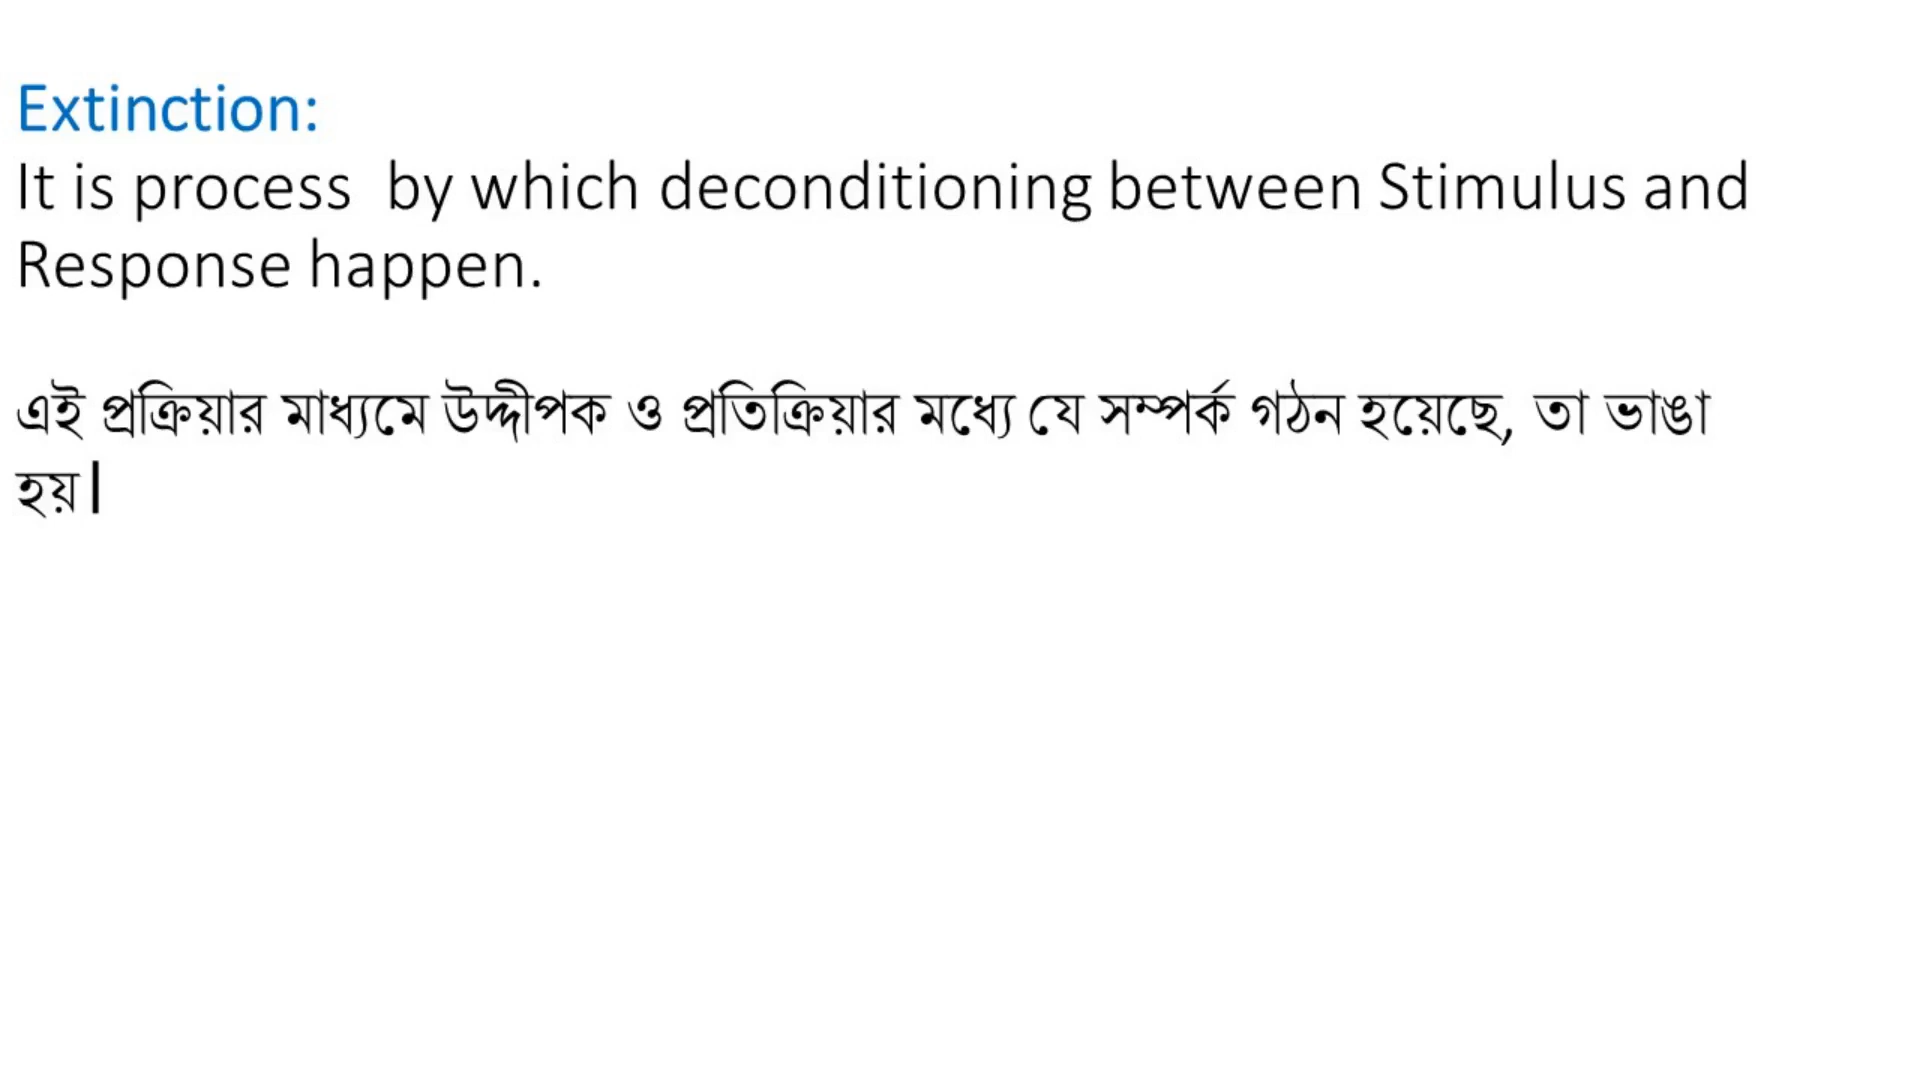 Extinction:
It is process  by which deconditioning between Stimulus and
Response happen.
এই প্রক্রিয়ার মাধ্যমে উদ্দীপক ও প্রতিক্রিয়ার মধ্যে যে সম্পর্ক গঠন হয়েছে, তা ভাঙা
হয়|